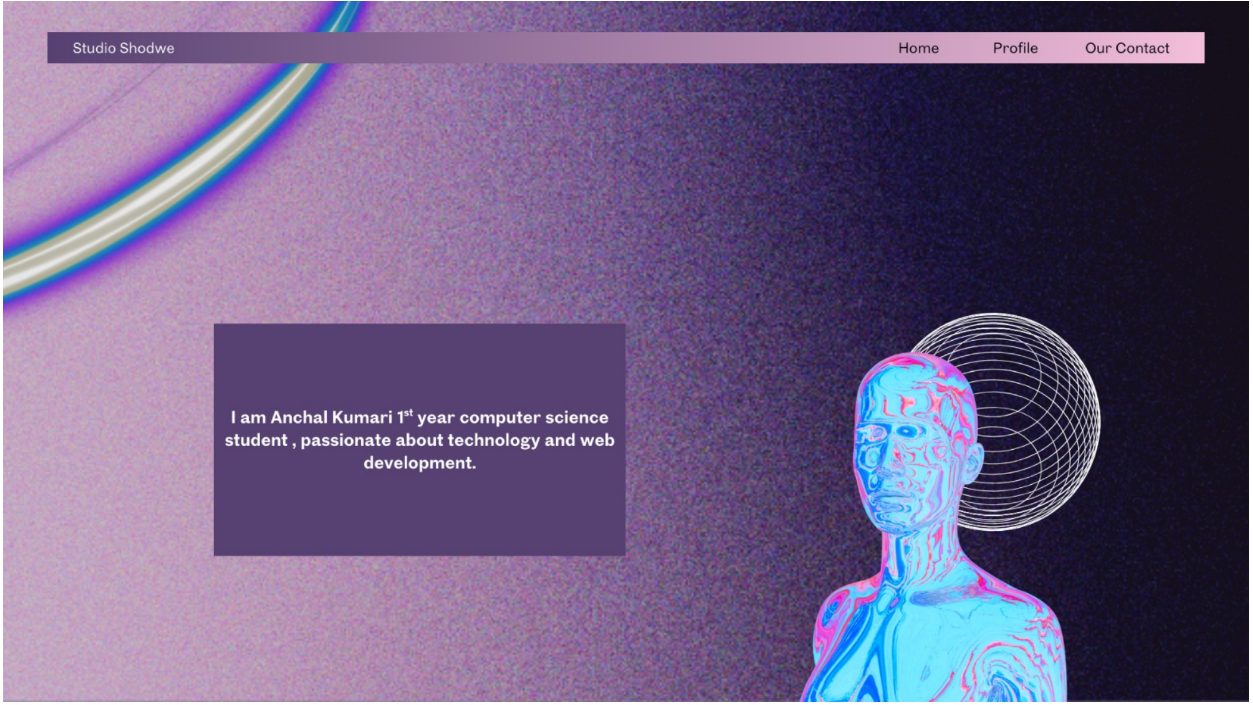 Studio Shodwe Home Profile Our Contact
I am Anchal Kumari 1st year computer science
student , passionate about technology and web
development.